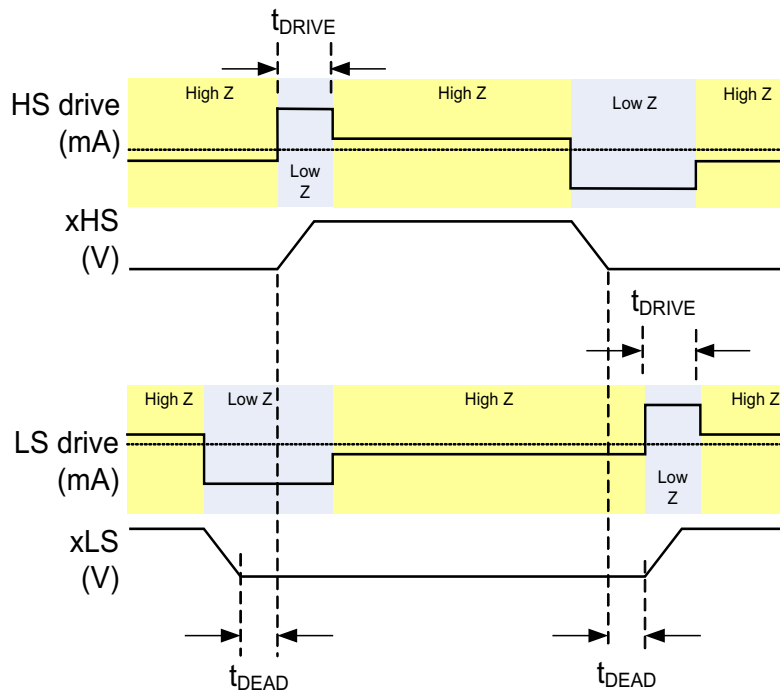 tDRIVE
High Z
High Z
Low Z
High Z
HS drive
(mA)
Low
Z
xHS
(V)
tDRIVE
High Z
Low Z
High Z
High Z
LS drive
(mA)
Low
Z
xLS
(V)
tDEAD
tDEAD